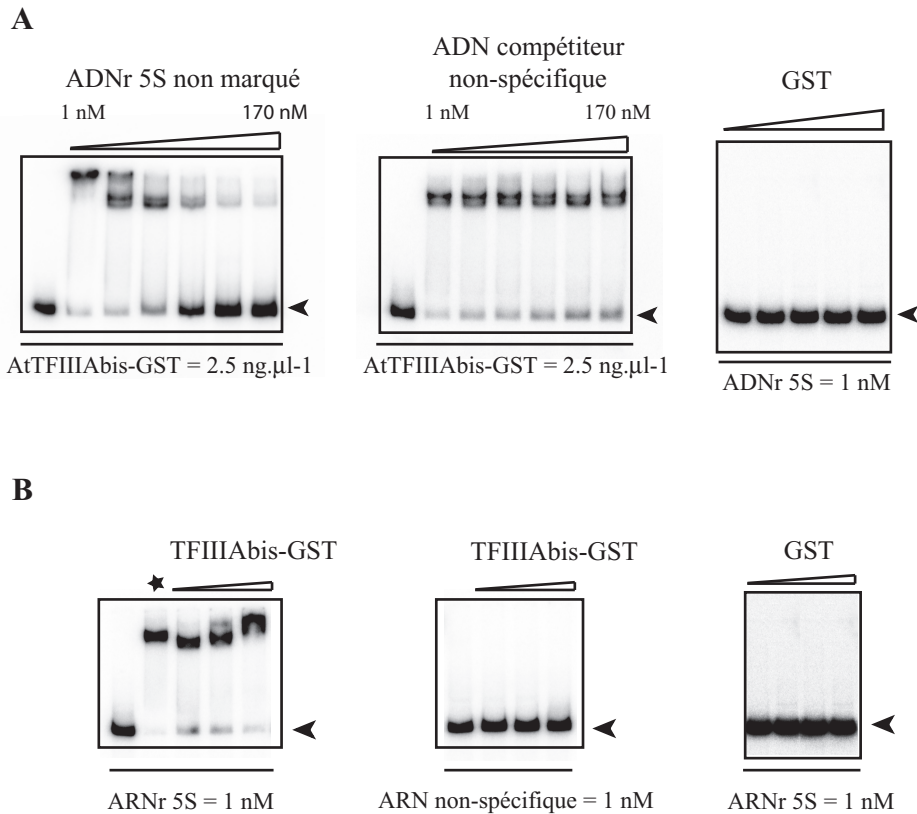 A
ADNr 5S non marqué
1 nM 170 nM
ADN compétiteur
non-spécifique
1 nM 170 nM
GST
AtTFIIIAbis-GST = 2.5 ng.µl-1
AtTFIIIAbis-GST = 2.5 ng.µl-1
ADNr 5S = 1 nM
B
TFIIIAbis-GST
TFIIIAbis-GST
GST
ARNr 5S = 1 nM
ARN non-spécifique = 1 nM
ARNr 5S = 1 nM